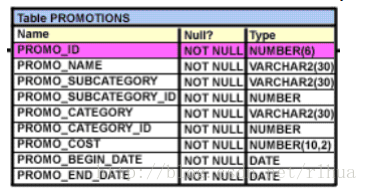 Table PROMOTIONS
Name Null? Type
PROMO_ID NOT NULL NUMBER(6)
PROMO_NAME NOT NULL VARCHAR2(30)
PROMO_SUBCATEGORY NOT NULL VARCHAR2(30)
PROMO_SUBCATEGORY_ID NOT NULL NUMBER
PROMO_CATEGORY NOT NULL VARCHAR2(30)
PROMO_CATEGORY_ID NOT NULL NUMBER
PROMO_COST NOT NULL NUMBER(10,2)
PROMO_BEGIN_DATE NOT NULL DATE
PROMO_END_DATE NOT NULL DATE